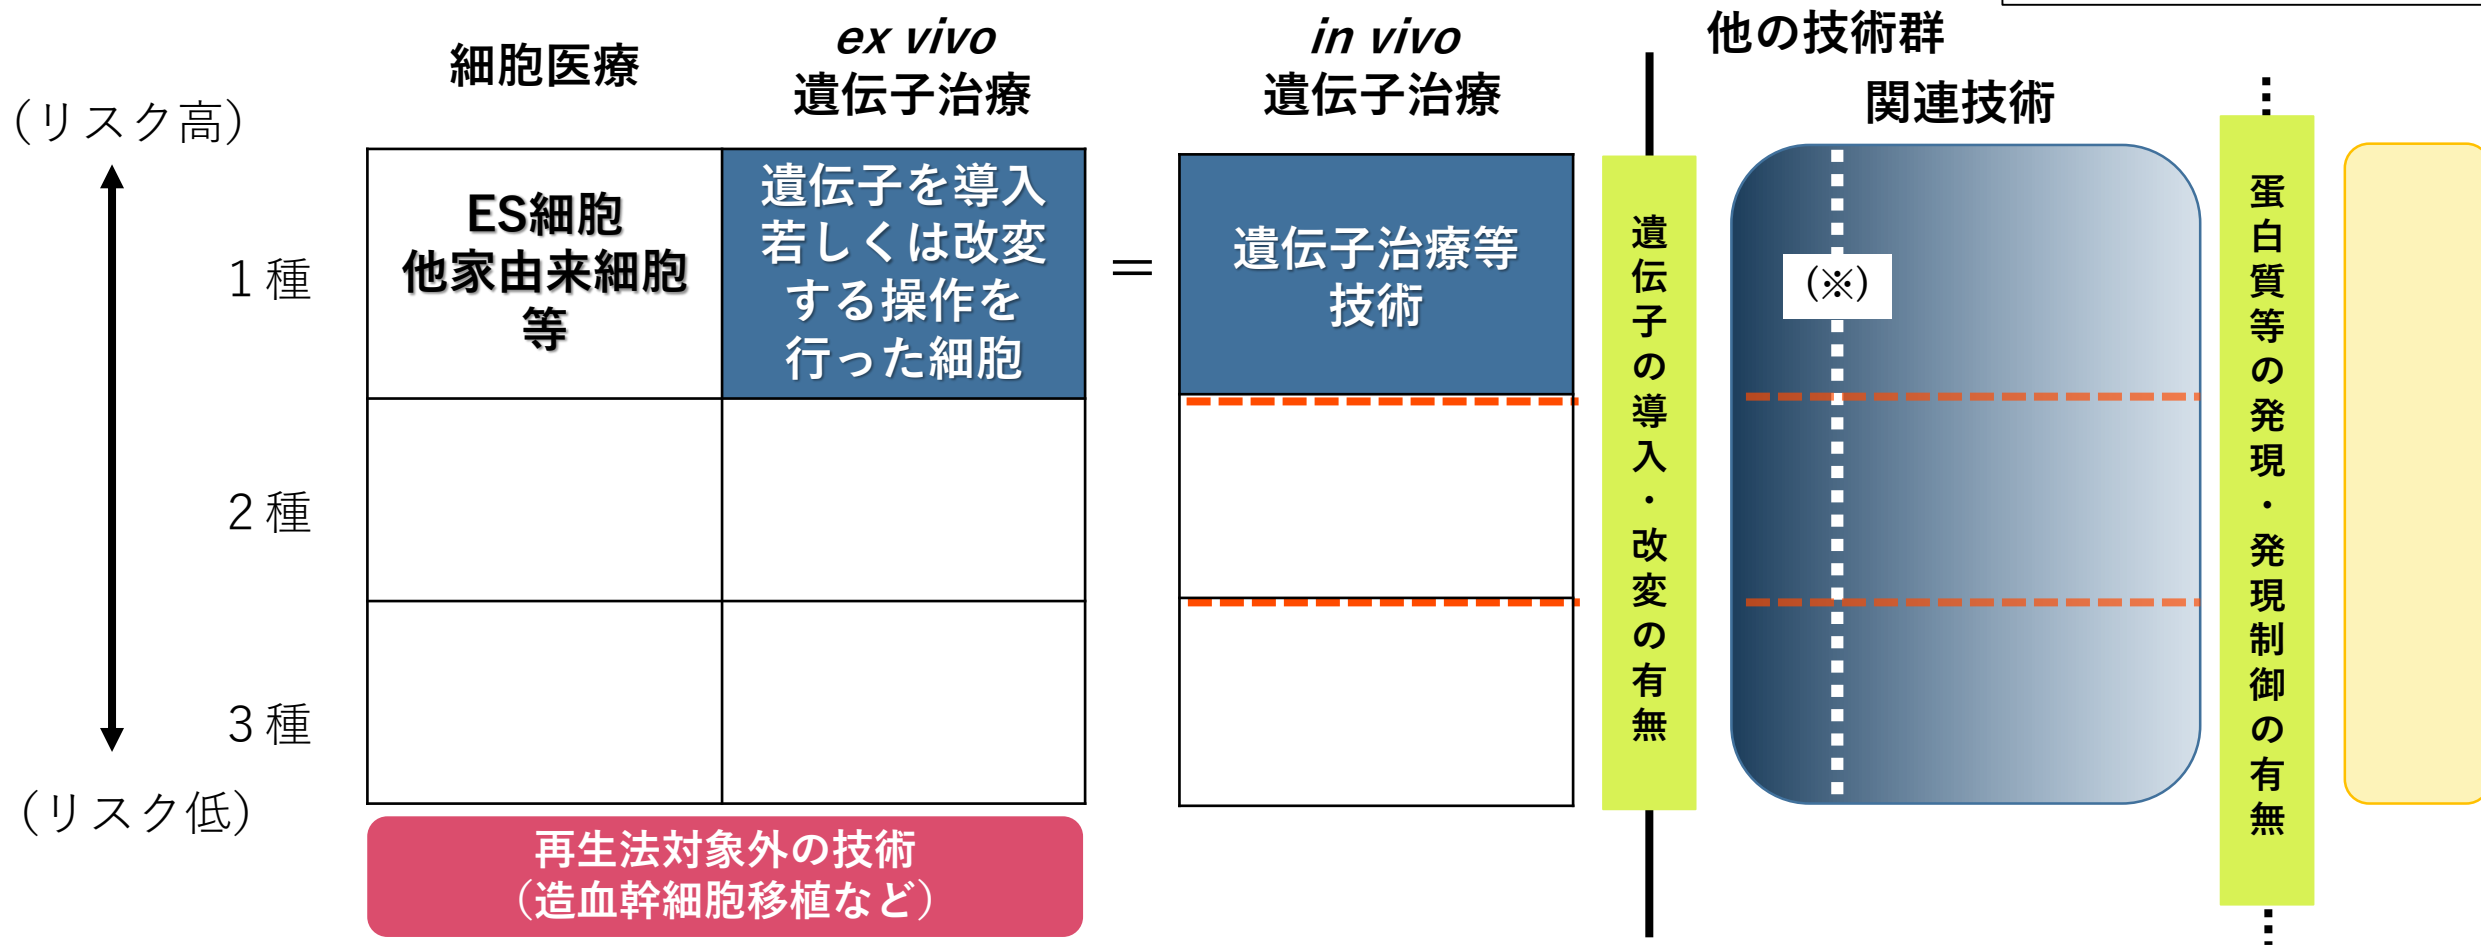 細胞医療
ex vivo
遺伝子治療
in vivo
遺伝子治療
他の技術群
関連技術
（リスク高）
1種
2種
3種
（リスク低）
ES細胞
他家由来細胞
等
遺伝子を導入
若しくは改変
する操作を
行った細胞
＝
遺伝子治療等
技術
遺伝子の導入・改変の有無
（※）
蛋白質等の発現・発現制御の有無
再生法対象外の技術
（造血幹細胞移植など）